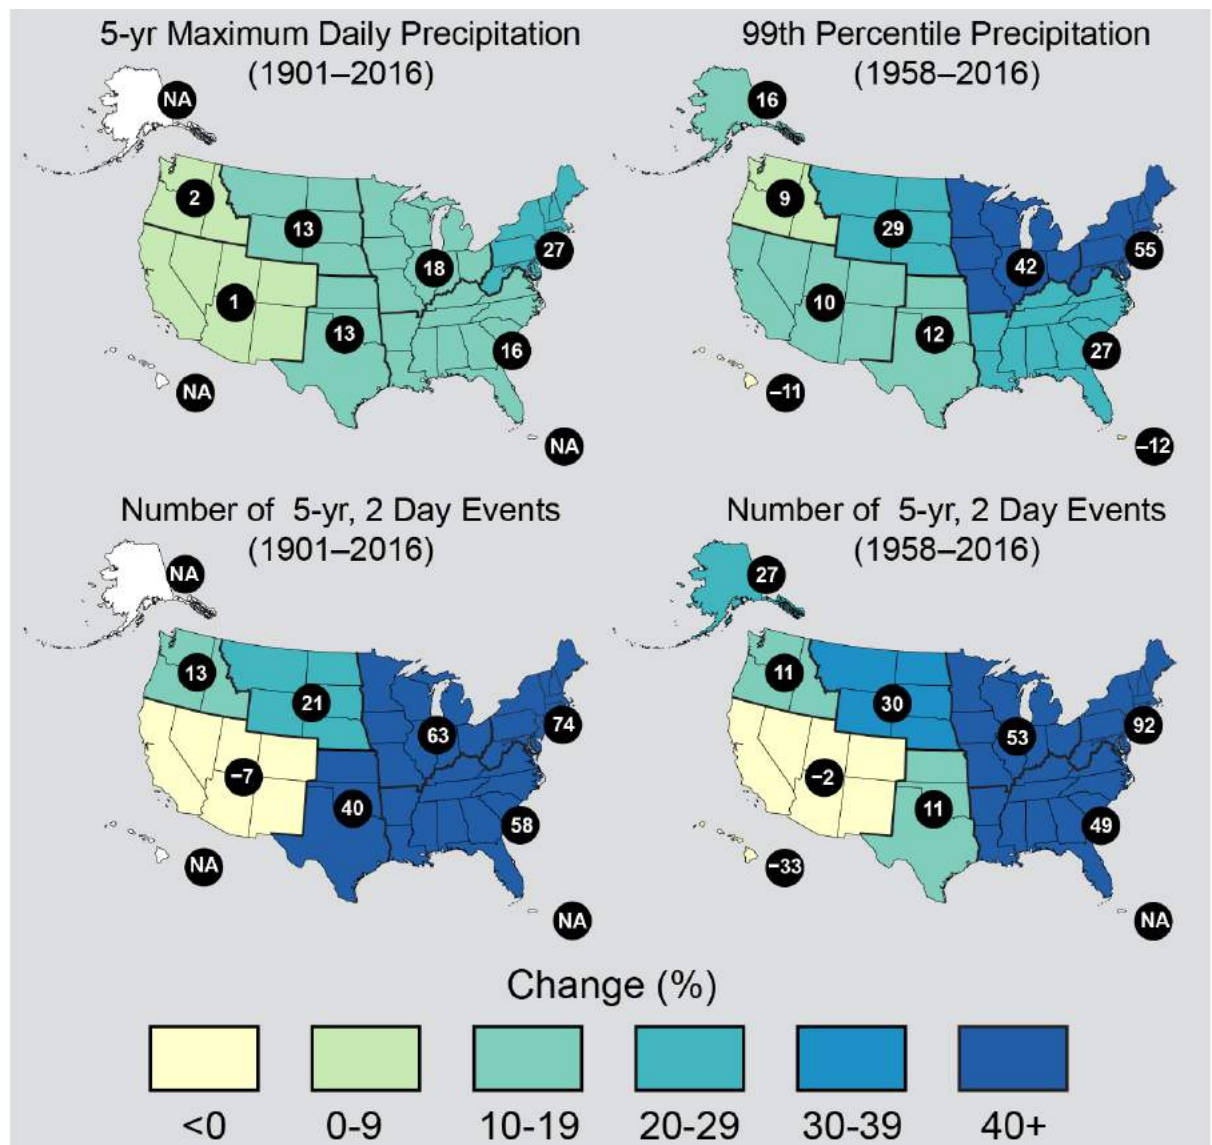 5-yr Maximum Daily Precipitation
(1901–2016)
NA
2
13
27
18
1
13
16
NA
NA
99th Percentile Precipitation
(1958–2016)
16
9
29
55
42
10
12
27
–11
–12
Number of 5-yr, 2 Day Events
(1901–2016)
NA
13
21
74
63
–7
40
58
NA
NA
Number of 5-yr, 2 Day Events
(1958–2016)
27
11
30
92
53
–2
11
49
–33
NA
Change (%)
<0 0-9 10-19 20-29 30-39 40+